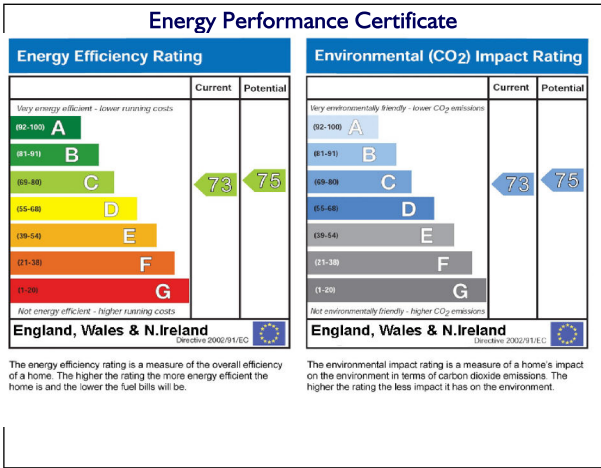 Energy Performance Certificate
Energy Efficiency Rating
Current Potential
Very energy efficient - lower running costs
(92-100) A
(81-91) B
(69-80) C 73 75
(55-68) D
(39-54) E
(21-38) F
(1-20) G
Not energy efficient - higher running costs
England, Wales & N.Ireland
Directive 2002/91/EC
The energy efficiency rating is a measure of the overall efficiency
of a home. The higher the rating the more energy efficient the
home is and the lower the fuel bills will be.
Environmental (CO2) Impact Rating
Current Potential
Very environmentally friendly - lower CO2 emissions
(92-100) A
(81-91) B
(69-80) C 73 75
(55-68) D
(39-54) E
(21-38) F
(1-20) G
Not environmentally friendly - higher CO2 emissions
England, Wales & N.Ireland
Directive 2002/91/EC
The environmental impact rating is a measure of a home's impact
on the environment in terms of carbon dioxide emissions. The
higher the rating the less impact it has on the environment.